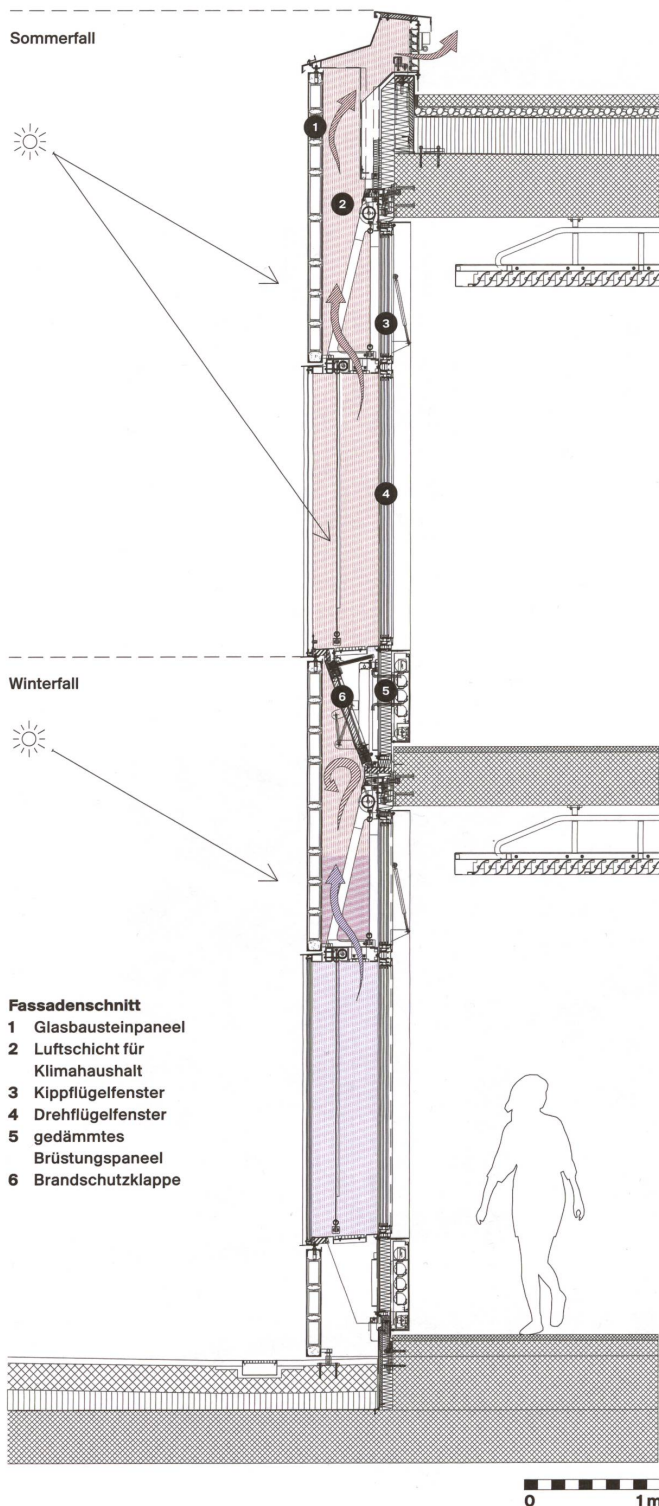 Sommerfall
1
2
3
4
Winterfall
6
5
Fassadenschnitt
1 Glasbausteinpaneel
2 Luftschicht für
Klimahaushalt
3 Kippflügelfenster
4 Drehflügelfenster
5 gedämmtes
Brüstungspaneel
6 Brandschutzklappe
0 1m